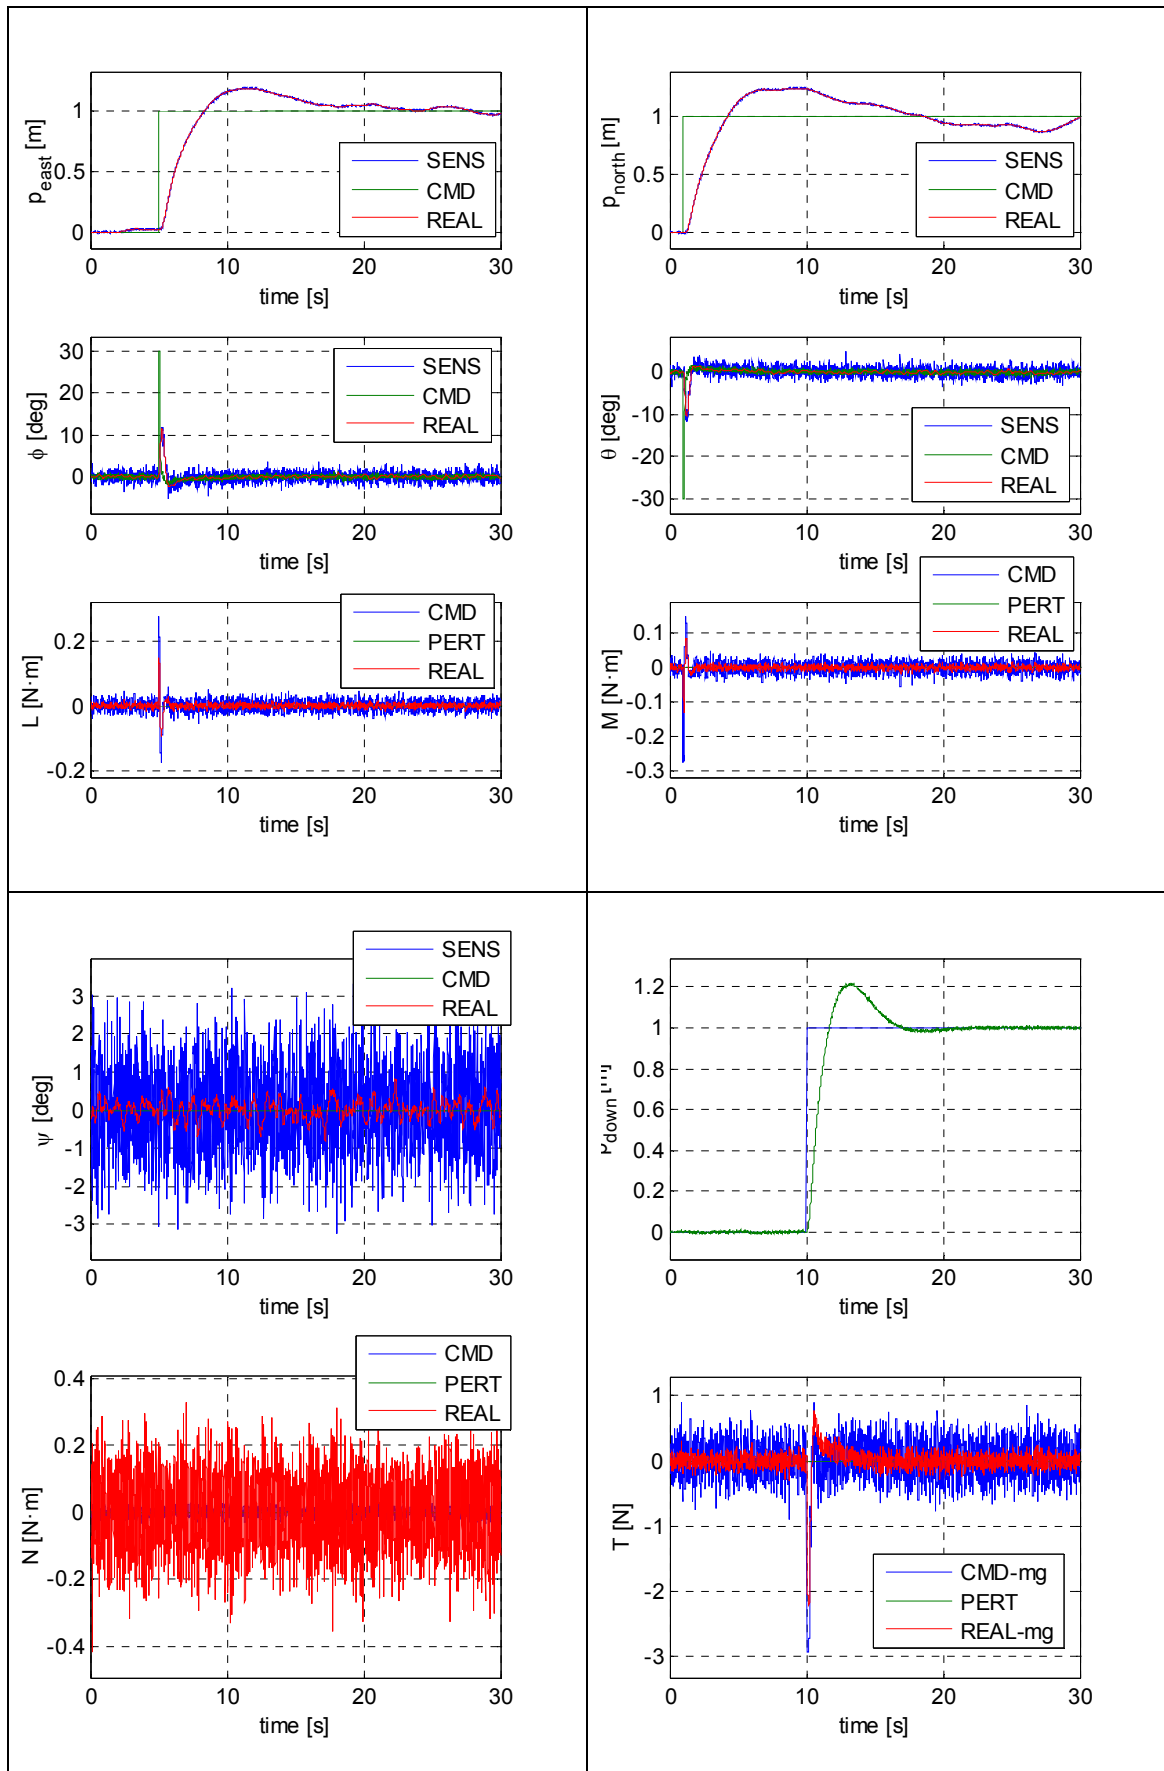 p_east [m]
1
0.5
0
SENS
CMD
REAL
0 10 20 30
time [s]
ϕ [deg]
30
20
10
0
SENS
CMD
REAL
0 10 20 30
time [s]
L [N·m]
0.2
0
-0.2
CMD
PERT
REAL
0 10 20 30
time [s]
p_north [m]
1
0.5
0
SENS
CMD
REAL
0 10 20 30
time [s]
θ [deg]
0
-10
-20
-30
SENS
CMD
REAL
0 10 20 30
time [s]
M [N·m]
0.1
0
-0.1
-0.2
-0.3
CMD
PERT
REAL
0 10 20 30
time [s]
ψ [deg]
3
2
1
0
-1
-2
-3
SENS
CMD
REAL
0 10 20 30
time [s]
N [N·m]
0.4
0.2
0
-0.2
-0.4
CMD
PERT
REAL
0 10 20 30
time [s]
down
1.2
1
0.8
0.6
0.4
0.2
0
0 10 20 30
time [s]
T [N]
1
0
-1
-2
-3
CMD-mg
PERT
REAL-mg
0 10 20 30
time [s]